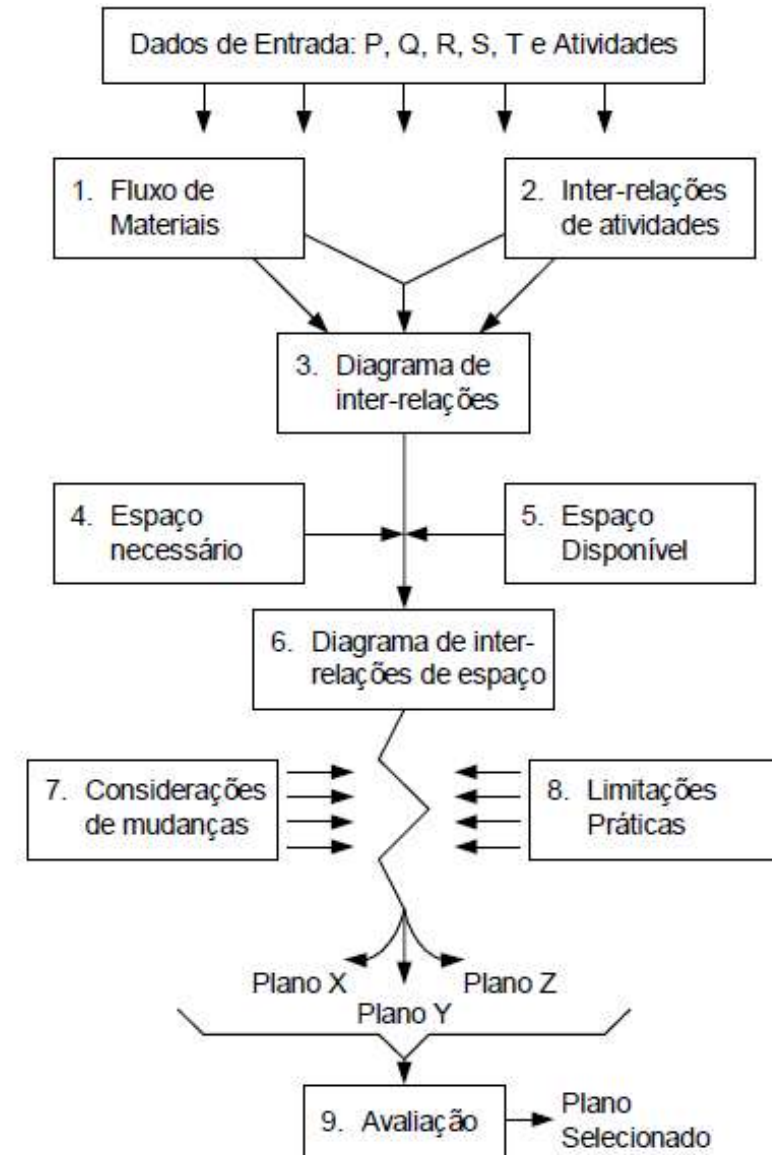 Dados de Entrada: P, Q, R, S, T e Atividades
1. Fluxo de
Materiais
2. Inter-relações
de atividades
3. Diagrama de
inter-relações
4. Espaço
necessário
5. Espaço
Disponível
6. Diagrama de inter-
relações de espaço
7. Considerações
de mudanças
8. Limitações
Práticas
Plano X
Plano Y
Plano Z
9. Avaliação
Plano
Selecionado